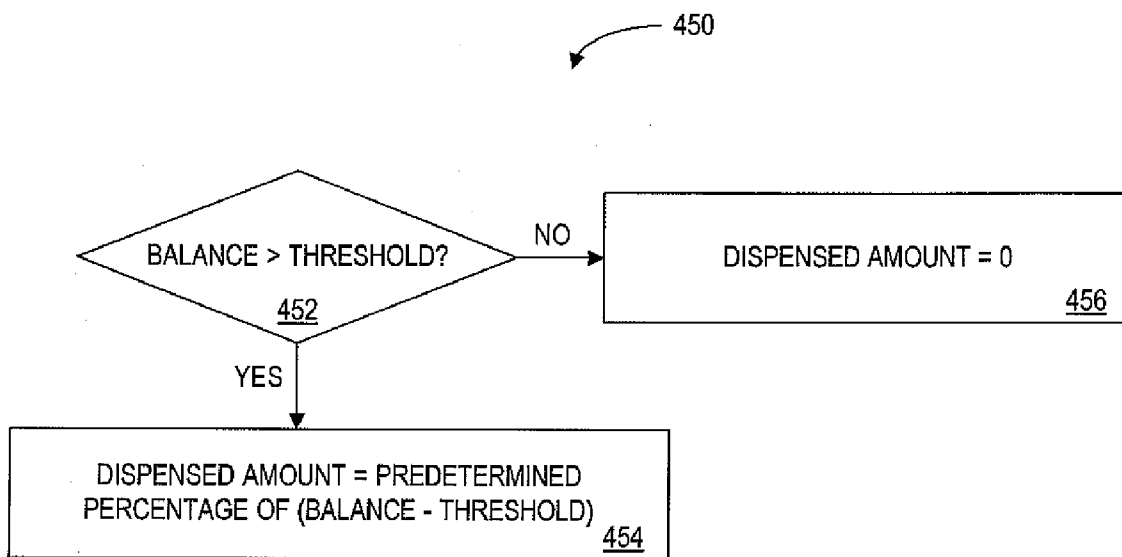 450
BALANCE > THRESHOLD?
452
NO
DISPENSED AMOUNT = 0
456
YES
DISPENSED AMOUNT = PREDETERMINED
PERCENTAGE OF (BALANCE - THRESHOLD)
454